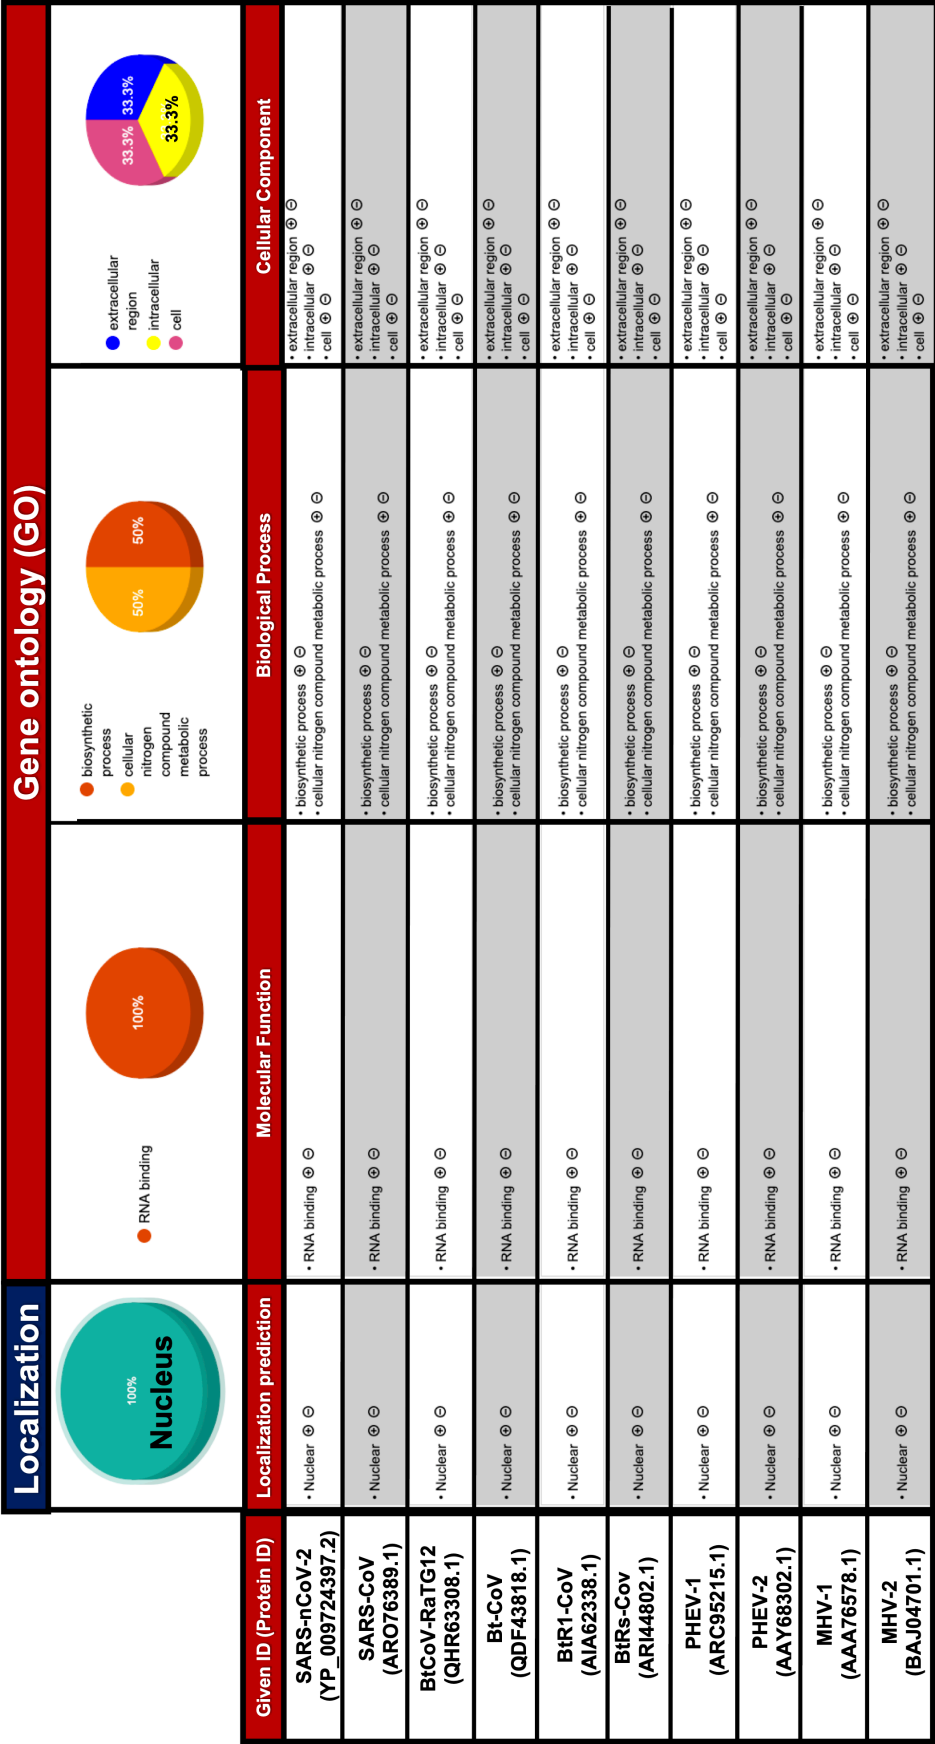 Localization
Gene ontology (GO)
100%
Nucleus
RNA binding
100%
biosynthetic
process
cellular
nitrogen
compound
metabolic
process
50%
50%
extracellular
region
intracellular
cell
33.3%
33.3%
33.3%
Given ID (Protein ID)
Localization prediction
Molecular Function
Biological Process
Cellular Component
SARS-nCoV-2
(YP_009724397.2)
• Nuclear ⊕ ⊖
• RNA binding ⊕ ⊖
• biosynthetic process ⊕ ⊖
• cellular nitrogen compound metabolic process ⊕ ⊖
• extracellular region ⊕ ⊖
• intracellular ⊕ ⊖
• cell ⊕ ⊖
SARS-CoV
(ARO76389.1)
• Nuclear ⊕ ⊖
• RNA binding ⊕ ⊖
• biosynthetic process ⊕ ⊖
• cellular nitrogen compound metabolic process ⊕ ⊖
• extracellular region ⊕ ⊖
• intracellular ⊕ ⊖
• cell ⊕ ⊖
BtCoV-RaTG12
(QHR63308.1)
• Nuclear ⊕ ⊖
• RNA binding ⊕ ⊖
• biosynthetic process ⊕ ⊖
• cellular nitrogen compound metabolic process ⊕ ⊖
• extracellular region ⊕ ⊖
• intracellular ⊕ ⊖
• cell ⊕ ⊖
Bt-CoV
(QDF43818.1)
• Nuclear ⊕ ⊖
• RNA binding ⊕ ⊖
• biosynthetic process ⊕ ⊖
• cellular nitrogen compound metabolic process ⊕ ⊖
• extracellular region ⊕ ⊖
• intracellular ⊕ ⊖
• cell ⊕ ⊖
BtR1-CoV
(AIA62338.1)
• Nuclear ⊕ ⊖
• RNA binding ⊕ ⊖
• biosynthetic process ⊕ ⊖
• cellular nitrogen compound metabolic process ⊕ ⊖
• extracellular region ⊕ ⊖
• intracellular ⊕ ⊖
• cell ⊕ ⊖
BtRs-Cov
(ARI44802.1)
• Nuclear ⊕ ⊖
• RNA binding ⊕ ⊖
• biosynthetic process ⊕ ⊖
• cellular nitrogen compound metabolic process ⊕ ⊖
• extracellular region ⊕ ⊖
• intracellular ⊕ ⊖
• cell ⊕ ⊖
PHEV-1
(ARC95215.1)
• Nuclear ⊕ ⊖
• RNA binding ⊕ ⊖
• biosynthetic process ⊕ ⊖
• cellular nitrogen compound metabolic process ⊕ ⊖
• extracellular region ⊕ ⊖
• intracellular ⊕ ⊖
• cell ⊕ ⊖
PHEV-2
(AAY68302.1)
• Nuclear ⊕ ⊖
• RNA binding ⊕ ⊖
• biosynthetic process ⊕ ⊖
• cellular nitrogen compound metabolic process ⊕ ⊖
• extracellular region ⊕ ⊖
• intracellular ⊕ ⊖
• cell ⊕ ⊖
MHV-1
(AAA76578.1)
• Nuclear ⊕ ⊖
• RNA binding ⊕ ⊖
• biosynthetic process ⊕ ⊖
• cellular nitrogen compound metabolic process ⊕ ⊖
• extracellular region ⊕ ⊖
• intracellular ⊕ ⊖
• cell ⊕ ⊖
MHV-2
(BAJ04701.1)
• Nuclear ⊕ ⊖
• RNA binding ⊕ ⊖
• biosynthetic process ⊕ ⊖
• cellular nitrogen compound metabolic process ⊕ ⊖
• extracellular region ⊕ ⊖
• intracellular ⊕ ⊖
• cell ⊕ ⊖